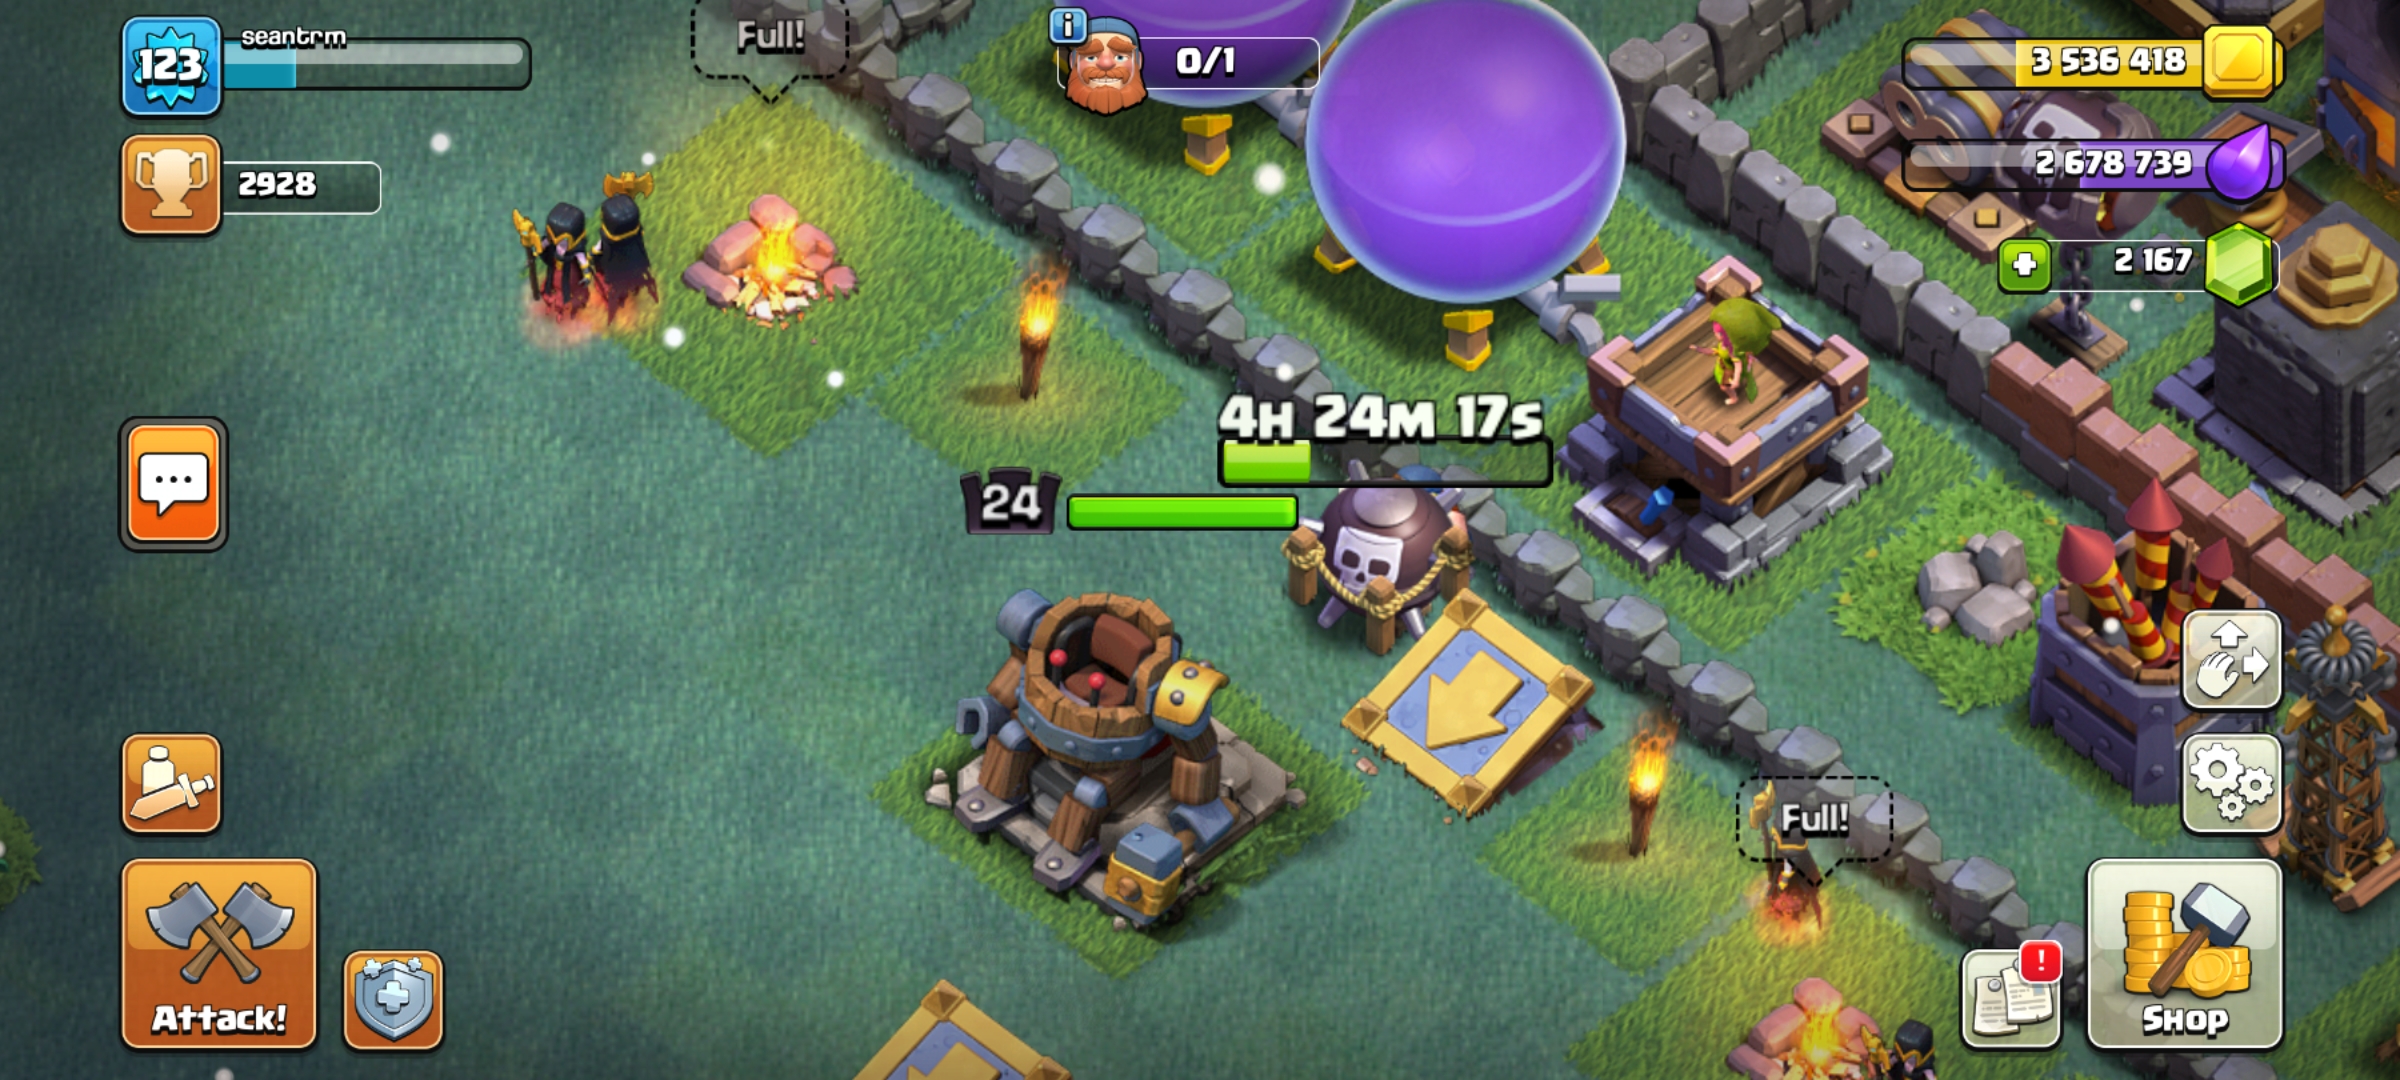 seantrm
123
Full!
0/1
3 536 418
2928
2 678 739
2 167
4H 24M 17S
24
Full!
Attack!
!
Shop